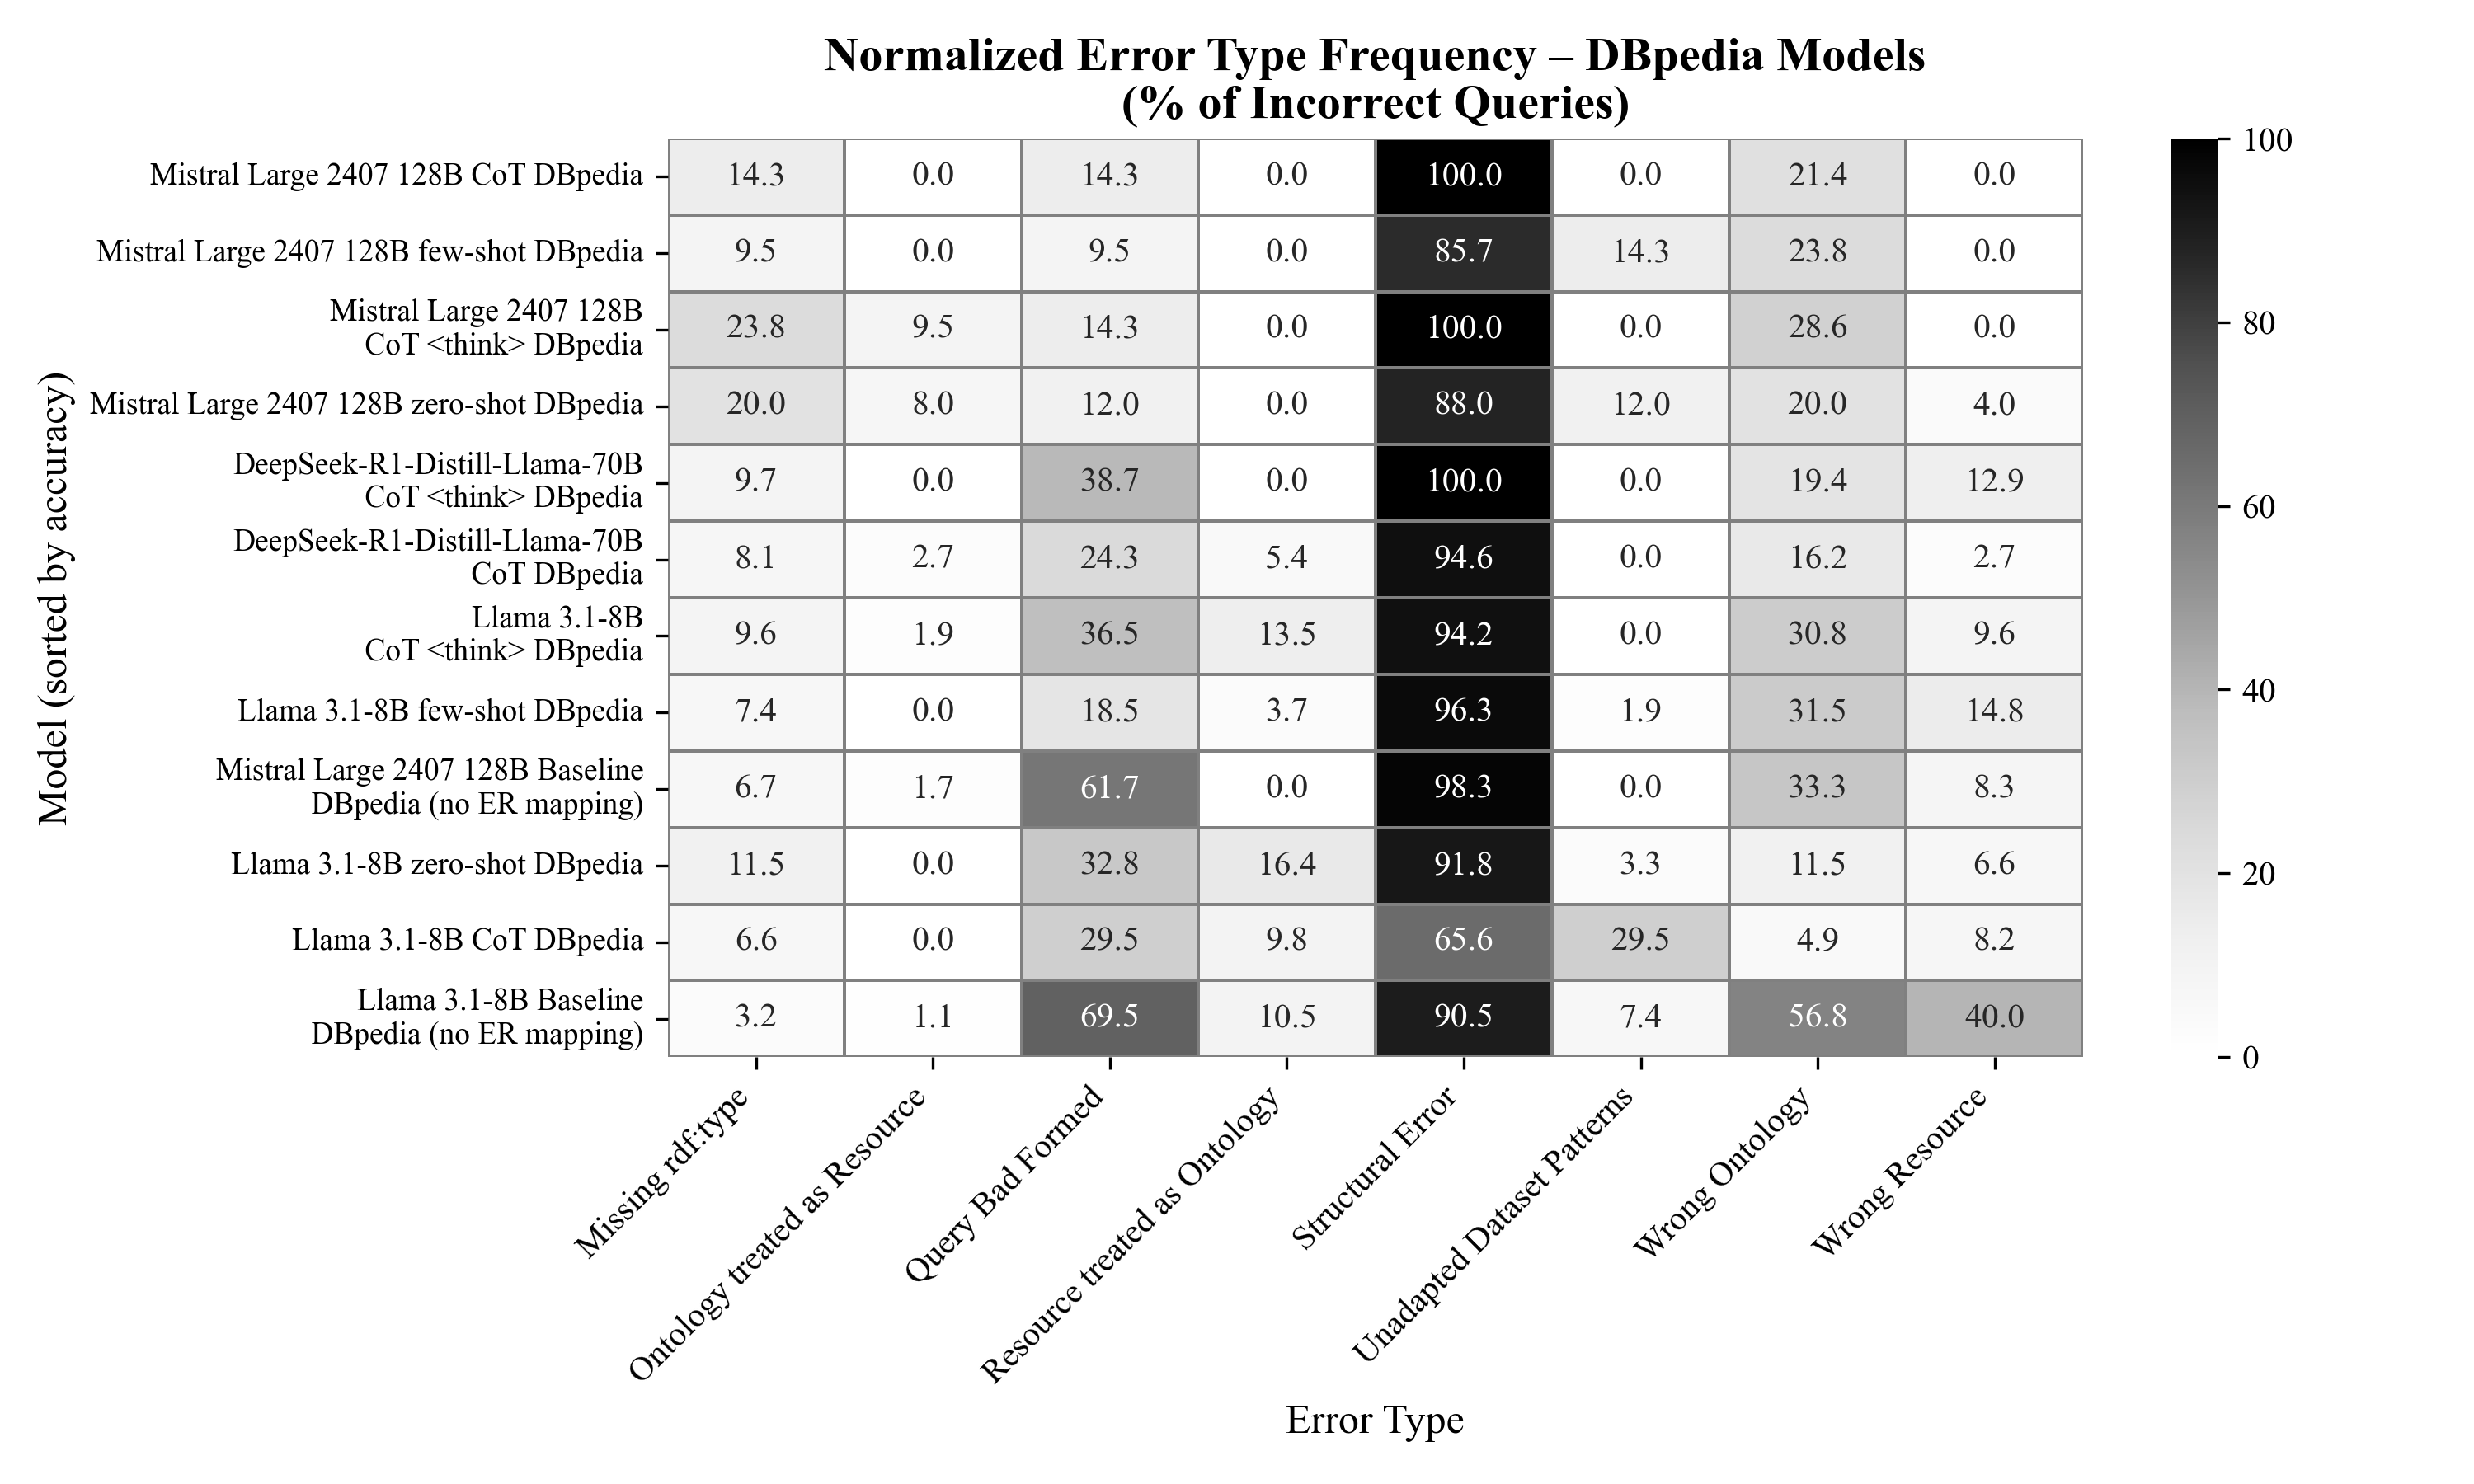 Normalized Error Type Frequency – DBpedia Models
(% of Incorrect Queries)
Model (sorted by accuracy)
Mistral Large 2407 128B CoT DBpedia 14.3 0.0 14.3 0.0 100.0 0.0 21.4 0.0
Mistral Large 2407 128B few-shot DBpedia 9.5 0.0 9.5 0.0 85.7 14.3 23.8 0.0
Mistral Large 2407 128B
CoT <think> DBpedia 23.8 9.5 14.3 0.0 100.0 0.0 28.6 0.0
Mistral Large 2407 128B zero-shot DBpedia 20.0 8.0 12.0 0.0 88.0 12.0 20.0 4.0
DeepSeek-R1-Distill-Llama-70B
CoT <think> DBpedia 9.7 0.0 38.7 0.0 100.0 0.0 19.4 12.9
DeepSeek-R1-Distill-Llama-70B
CoT DBpedia 8.1 2.7 24.3 5.4 94.6 0.0 16.2 2.7
Llama 3.1-8B
CoT <think> DBpedia 9.6 1.9 36.5 13.5 94.2 0.0 30.8 9.6
Llama 3.1-8B few-shot DBpedia 7.4 0.0 18.5 3.7 96.3 1.9 31.5 14.8
Mistral Large 2407 128B Baseline
DBpedia (no ER mapping) 6.7 1.7 61.7 0.0 98.3 0.0 33.3 8.3
Llama 3.1-8B zero-shot DBpedia 11.5 0.0 32.8 16.4 91.8 3.3 11.5 6.6
Llama 3.1-8B CoT DBpedia 6.6 0.0 29.5 9.8 65.6 29.5 4.9 8.2
Llama 3.1-8B Baseline
DBpedia (no ER mapping) 3.2 1.1 69.5 10.5 90.5 7.4 56.8 40.0
Missing rdf:type
Ontology treated as Resource
Query Bad Formed
Resource treated as Ontology
Structural Error
Unadapted Dataset Patterns
Wrong Ontology
Wrong Resource
Error Type
100
80
60
40
20
0